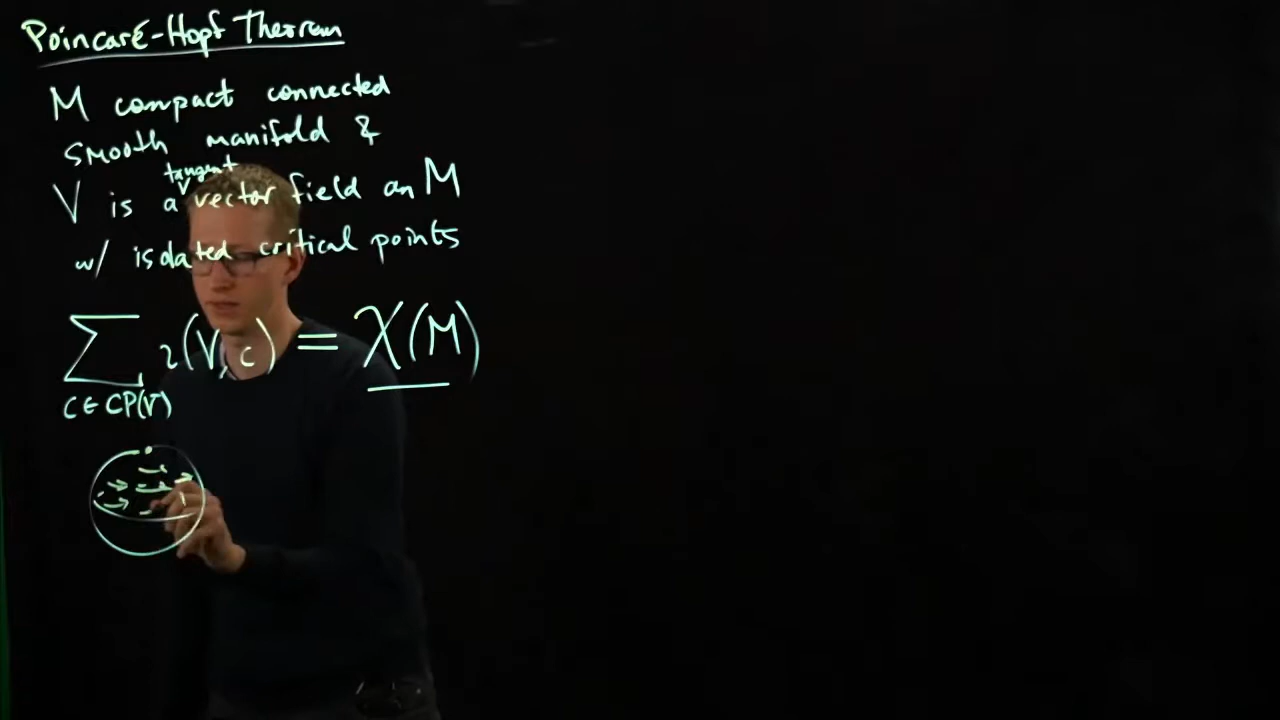 Poincaré-Hopf Theorem
M compact connected
smooth manifold &
tangent
V is a vector field on M
w/ isolated critical points
∑ ι(V, c) = χ(M)
c ∈ CP(V)